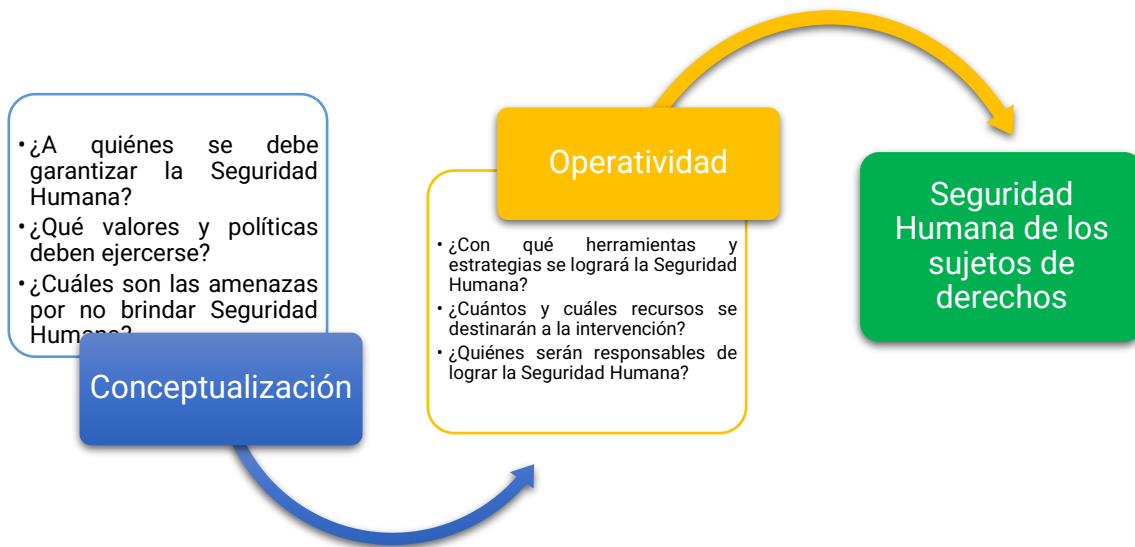 • ¿A quiénes se debe
garantizar la Seguridad
Humana?
• ¿Qué valores y políticas
deben ejercerse?
• ¿Cuáles son las amenazas
por no brindar Seguridad
Humana?
Conceptualización
Operatividad
• ¿Con qué herramientas y
estrategias se logrará la Seguridad
Humana?
• ¿Cuántos y cuáles recursos se
destinarán a la intervención?
• ¿Quiénes serán responsables de
lograr la Seguridad Humana?
Seguridad
Humana de los
sujetos de
derechos